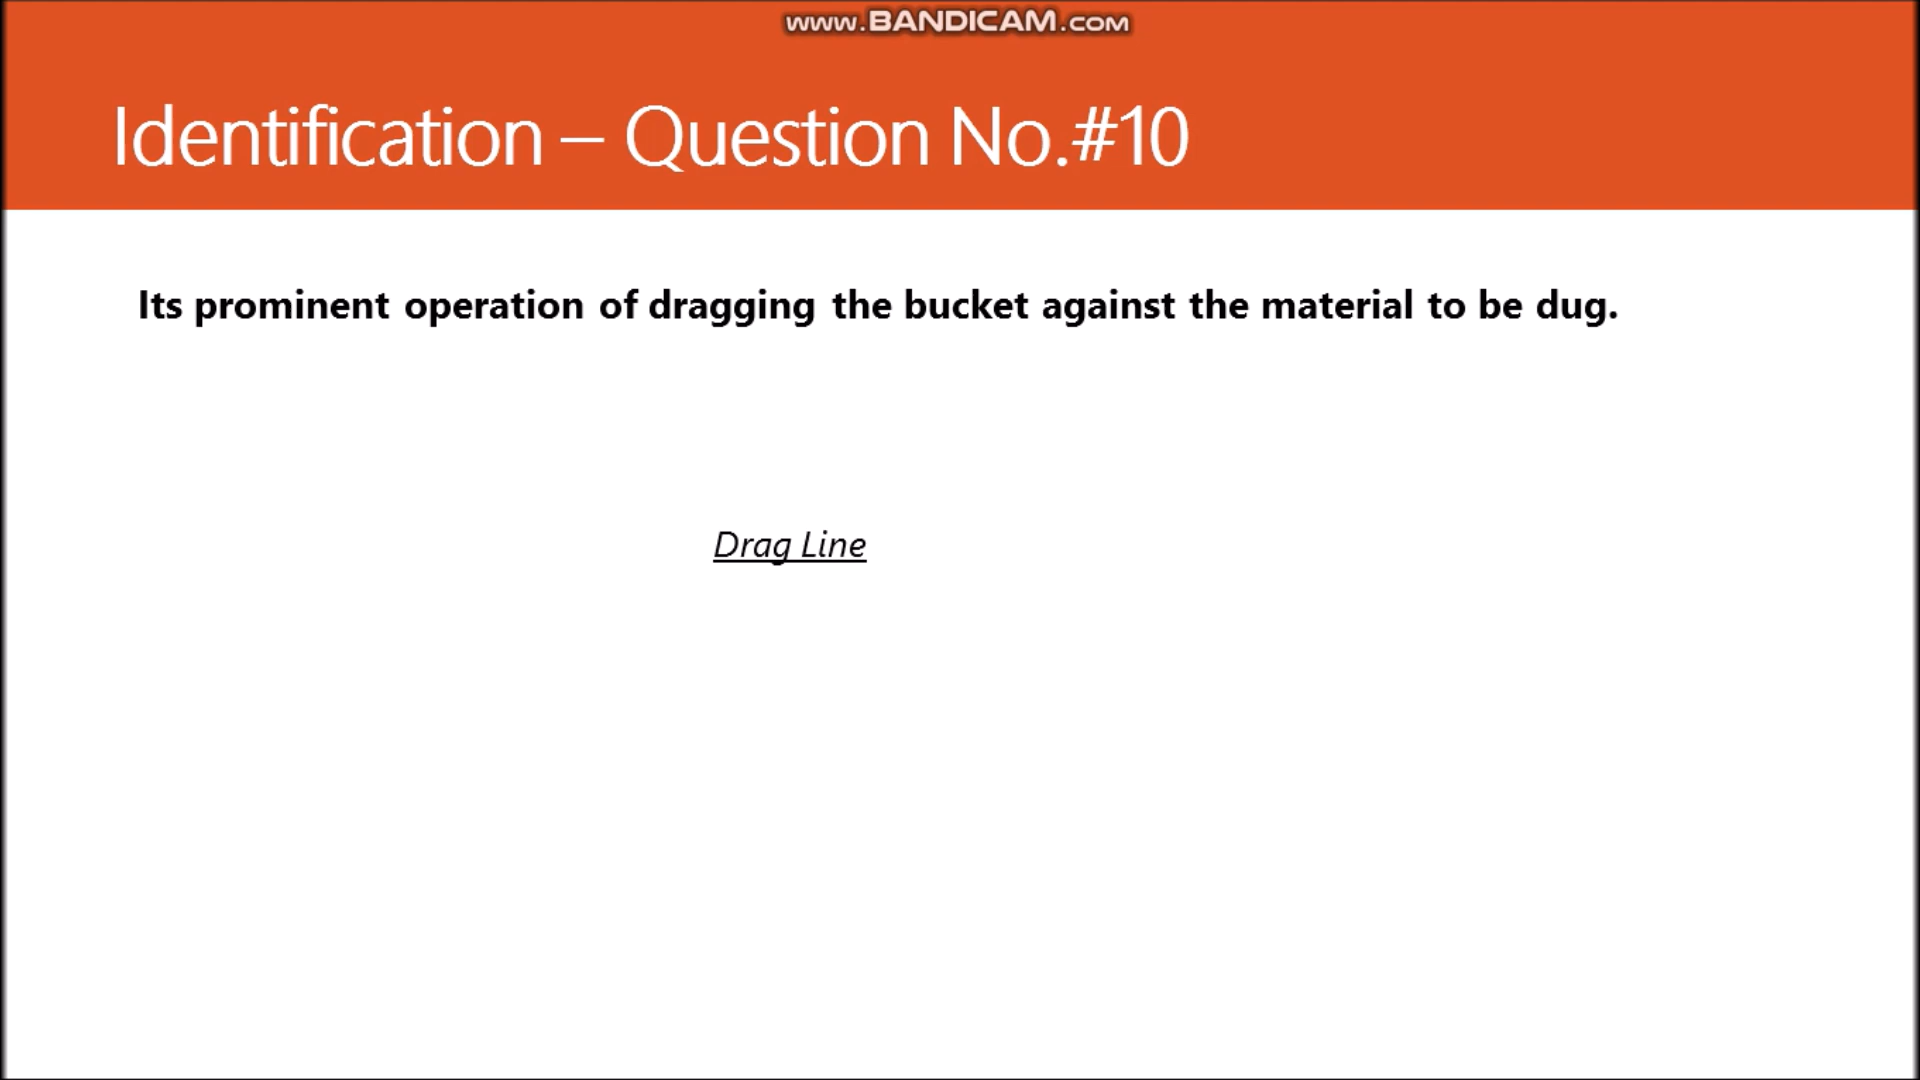 www.BANDICAM.com
Identification – Question No.#10
Its prominent operation of dragging the bucket against the material to be dug.
Drag Line